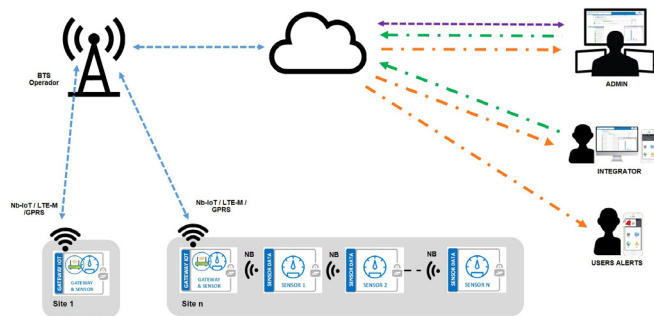 BTS
Operador
ADMIN
INTEGRATOR
USERS ALERTS
Nb-IoT / LTE-M
/GPRS
Nb-IoT / LTE-M /
GPRS
GATEWAY IOT
GATEWAY
& SENSOR
Site 1
GATEWAY IOT
GATEWAY
& SENSOR
Site n
NB
SENSOR DATA
SENSOR 1
NB
SENSOR DATA
SENSOR 2
NB
SENSOR DATA
SENSOR N